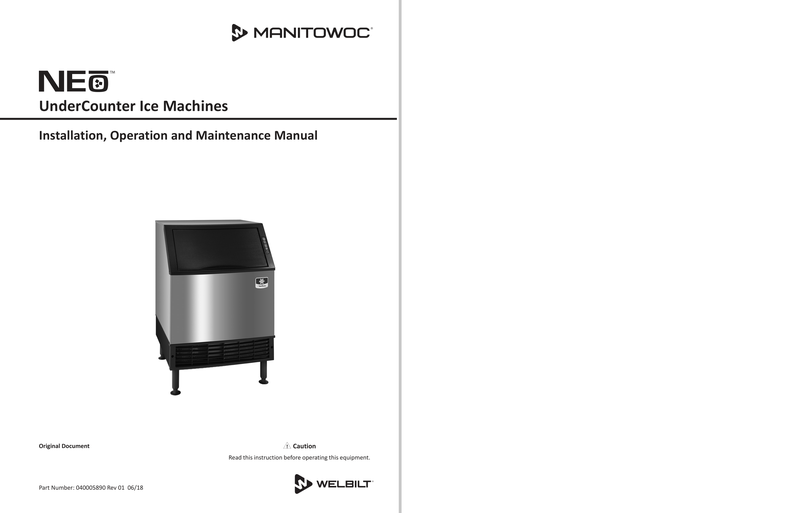 MANITOWOC
NEO™
UnderCounter Ice Machines
Installation, Operation and Maintenance Manual
Original Document
Caution
Read this instruction before operating this equipment.
Part Number: 040005890 Rev 01 06/18
WELBILT